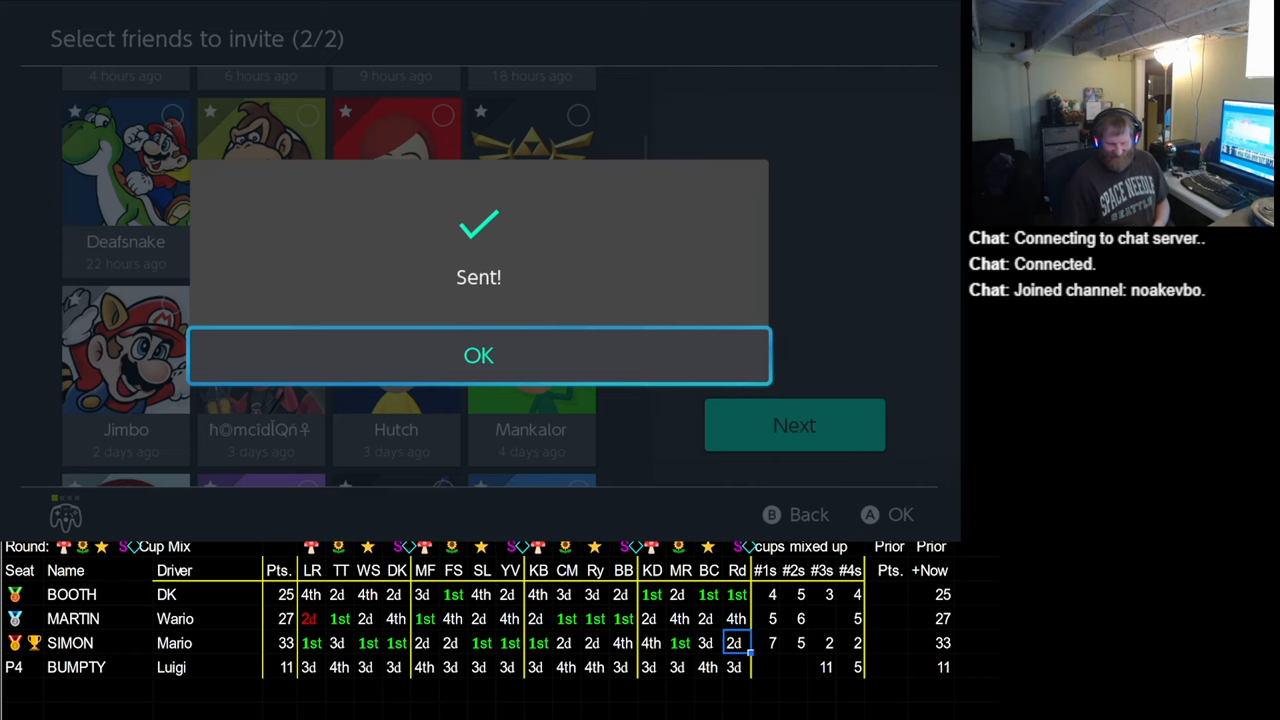 Select friends to invite (2/2)
4 hours ago 6 hours ago 9 hours ago 18 hours ago
Deafsnake
22 hours ago
Sent!
OK
Jimbo Hutch Mankalor
2 days ago 3 days ago 3 days ago 4 days ago
Next
B Back A OK
SPACE NEEDLE
SEATTLE
Chat: Connecting to chat server..
Chat: Connected.
Chat: Joined channel: noakevbo.
Round: S Cup Mix S S S S cups mixed up Prior Prior
Seat Name Driver Pts. LR TT WS DK MF FS SL YV KB CM Ry BB KD MR BC Rd #1s #2s #3s #4s Pts. +Now
BOOTH DK 25 4th 2d 4th 2d 3d 1st 4th 2d 4th 3d 3d 2d 1st 2d 1st 1st 4 5 3 4 25
MARTIN Wario 27 2d 1st 2d 4th 1st 4th 2d 4th 2d 1st 1st 1st 2d 4th 2d 4th 5 6 5 27
SIMON Mario 33 1st 3d 1st 1st 2d 2d 1st 1st 1st 2d 2d 4th 4th 1st 3d 2d 7 5 2 2 33
P4 BUMPTY Luigi 11 3d 4th 3d 3d 4th 3d 3d 3d 3d 4th 4th 3d 3d 3d 4th 3d 11 5 11